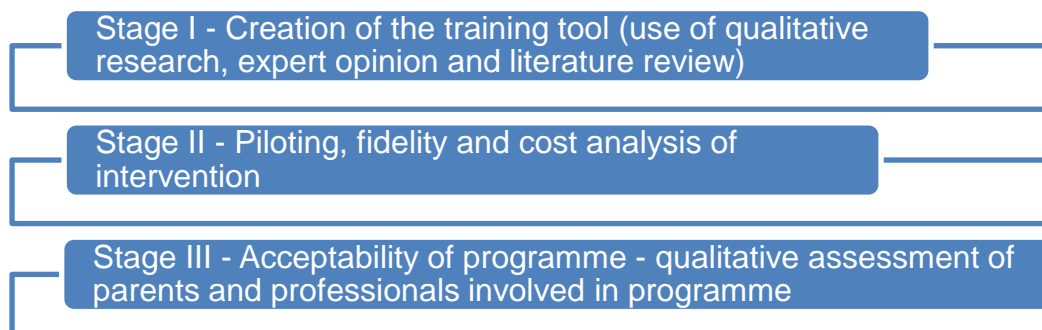 Stage I - Creation of the training tool (use of qualitative
research, expert opinion and literature review)
Stage II - Piloting, fidelity and cost analysis of
intervention
Stage III - Acceptability of programme - qualitative assessment of
parents and professionals involved in programme